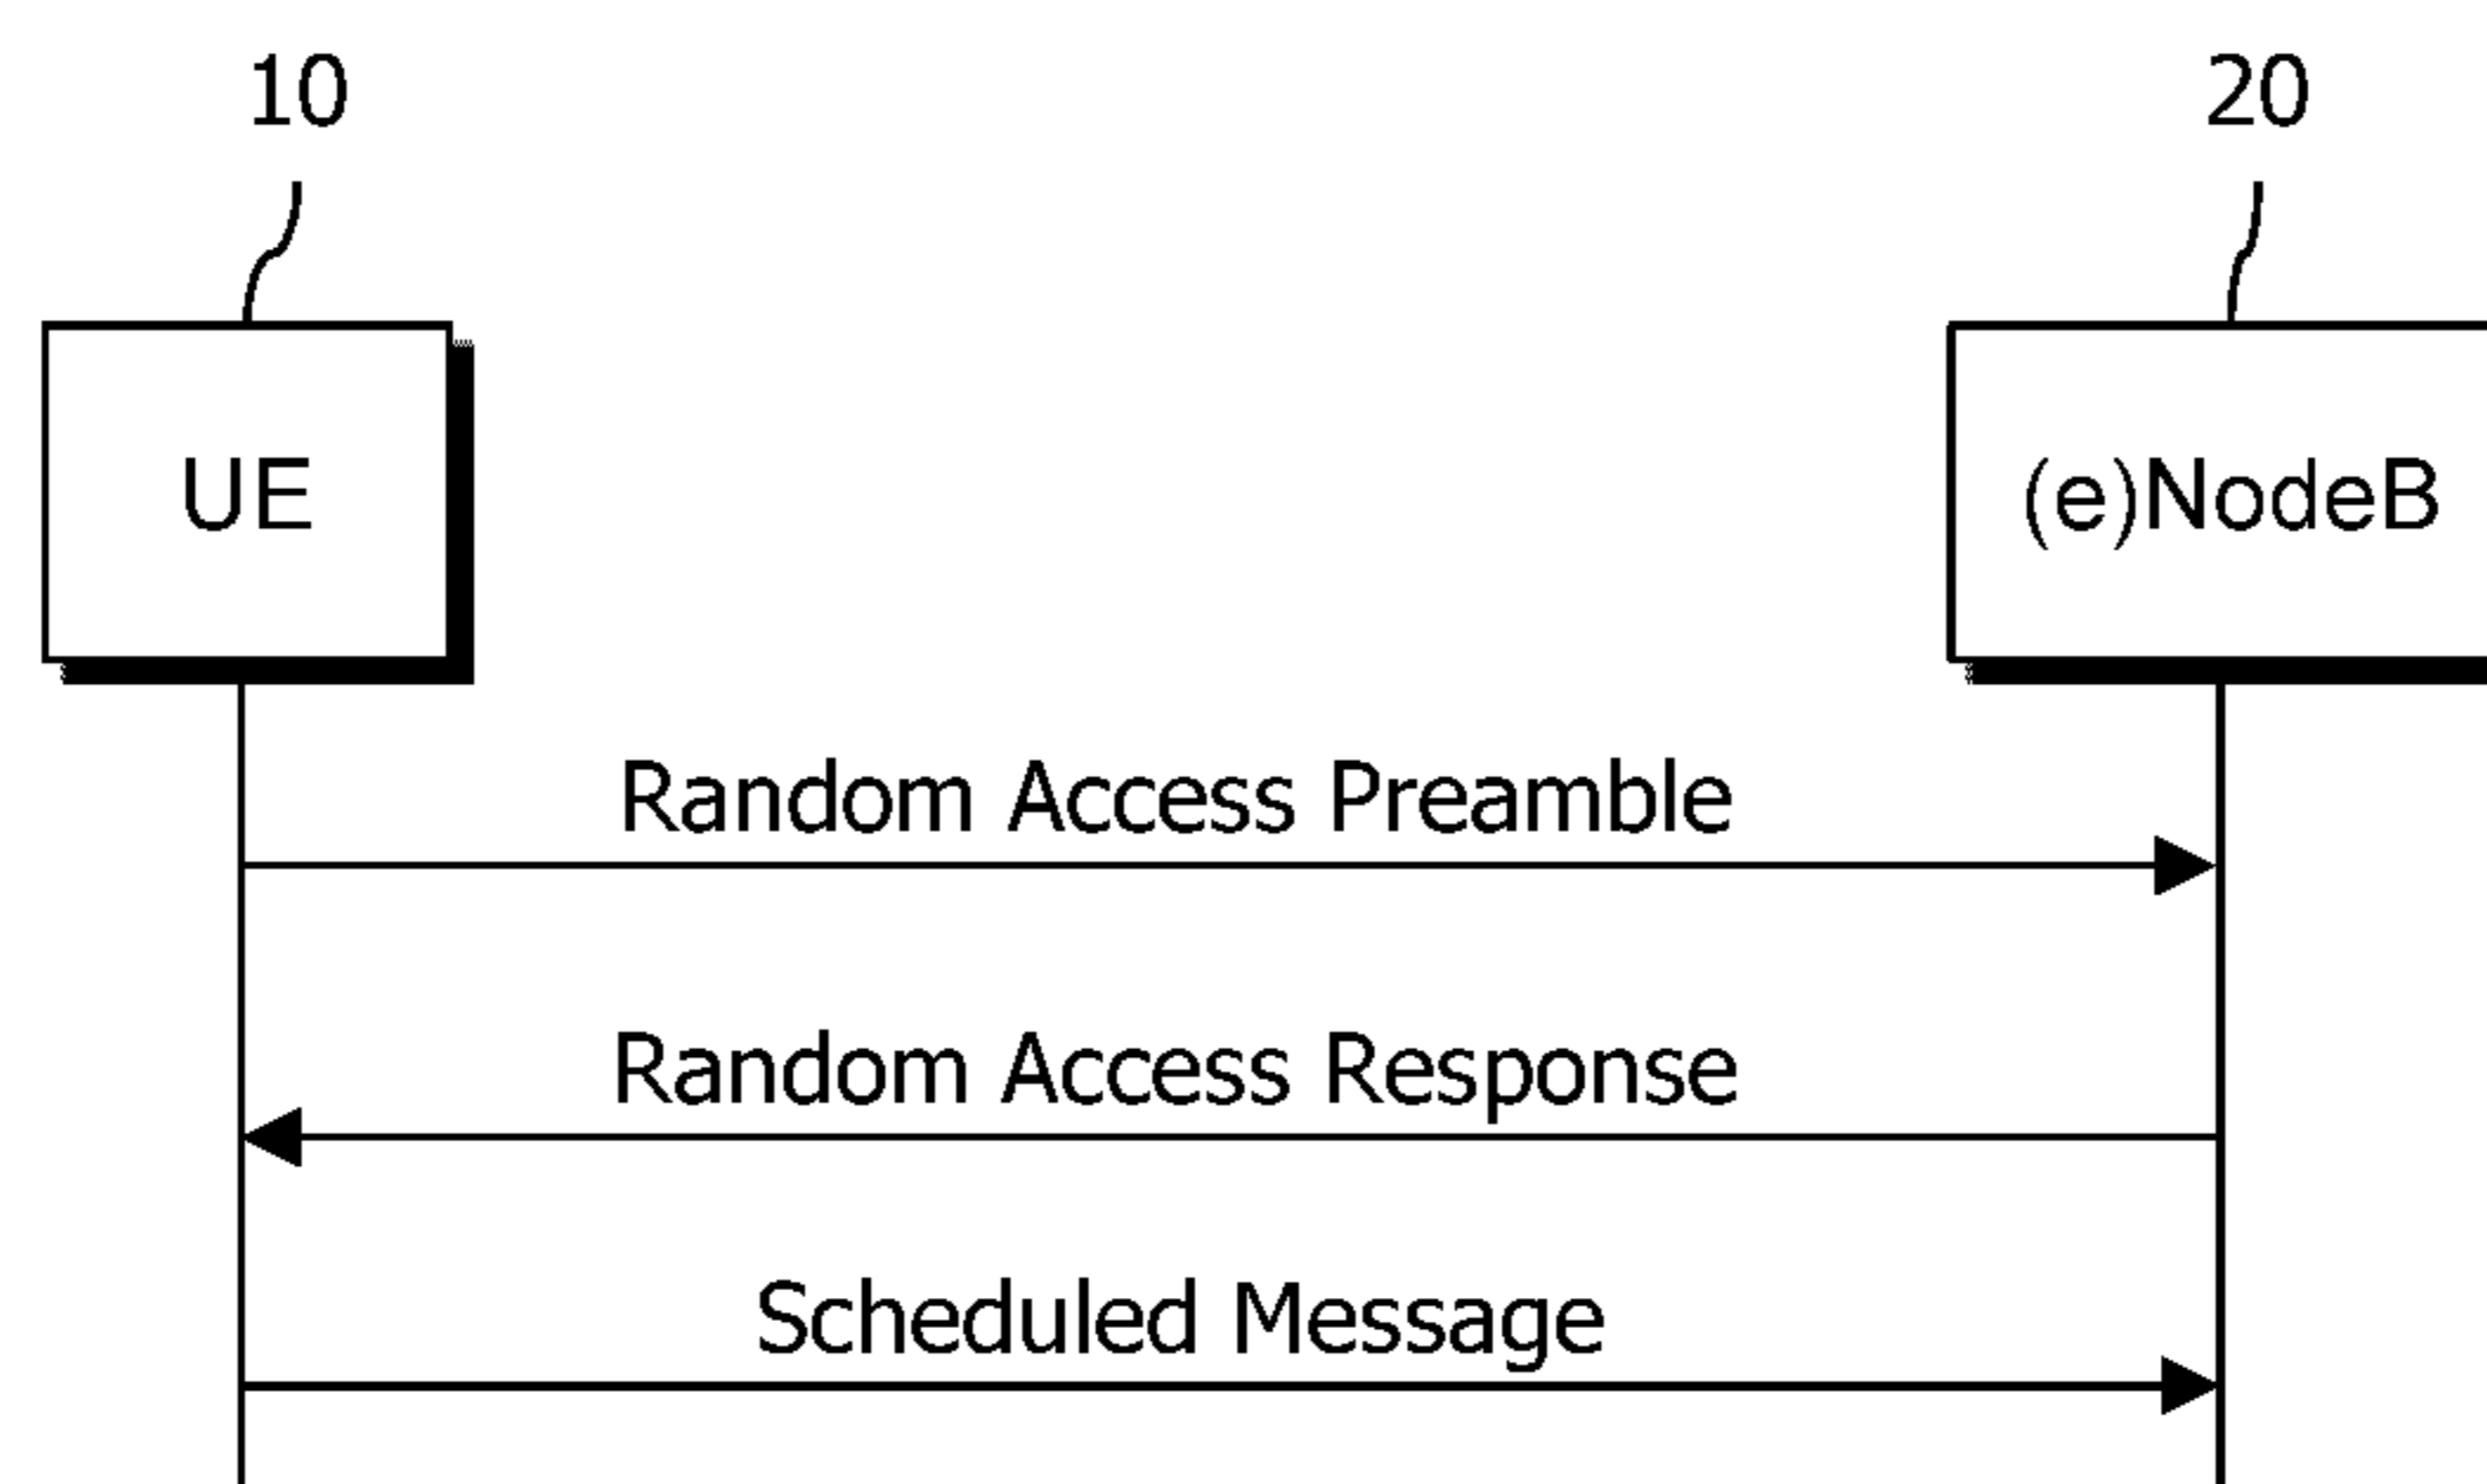 10
20
UE
(e)NodeB
Random Access Preamble
Random Access Response
Scheduled Message